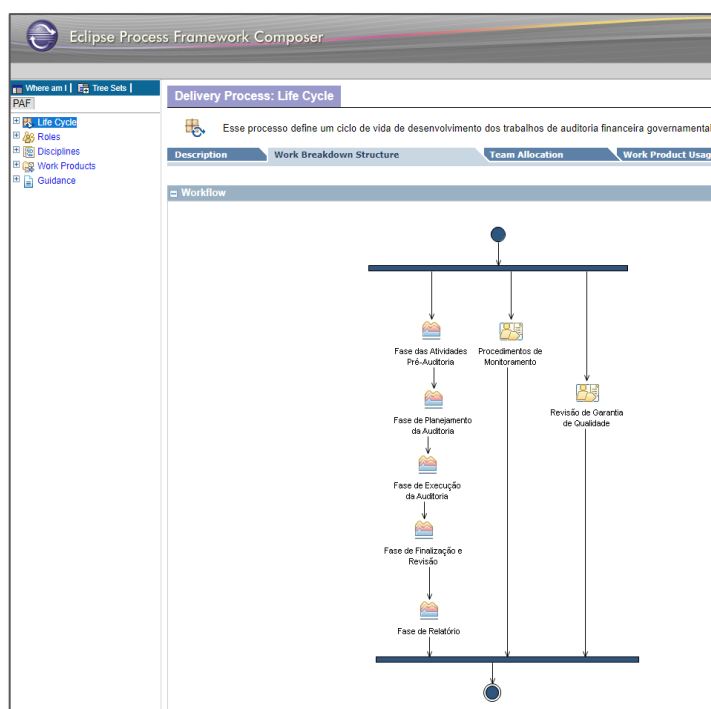 Eclipse Process Framework Composer
Where am I | Tree Sets |
PAF
Life Cycle
Roles
Disciplines
Work Products
Guidance
Delivery Process: Life Cycle
Esse processo define um ciclo de vida de desenvolvimento dos trabalhos de auditoria financeira governamental
Description Work Breakdown Structure Team Allocation Work Product Usag
Workflow
Fase das Atividades
Pré-Auditoria
Procedimentos de
Monitoramento
Fase de Planejamento
da Auditoria
Revisão de Garantia
de Qualidade
Fase de Execução
da Auditoria
Fase de Finalização e
Revisão
Fase de Relatório